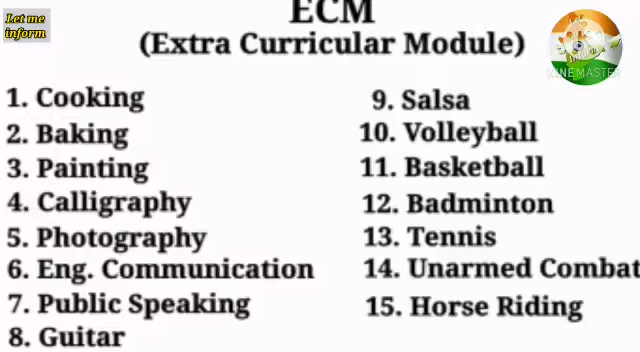 Let me
inform
ECM
(Extra Curricular Module)
KINEMASTER
1. Cooking
2. Baking
3. Painting
4. Calligraphy
5. Photography
6. Eng. Communication
7. Public Speaking
8. Guitar
9. Salsa
10. Volleyball
11. Basketball
12. Badminton
13. Tennis
14. Unarmed Combat
15. Horse Riding